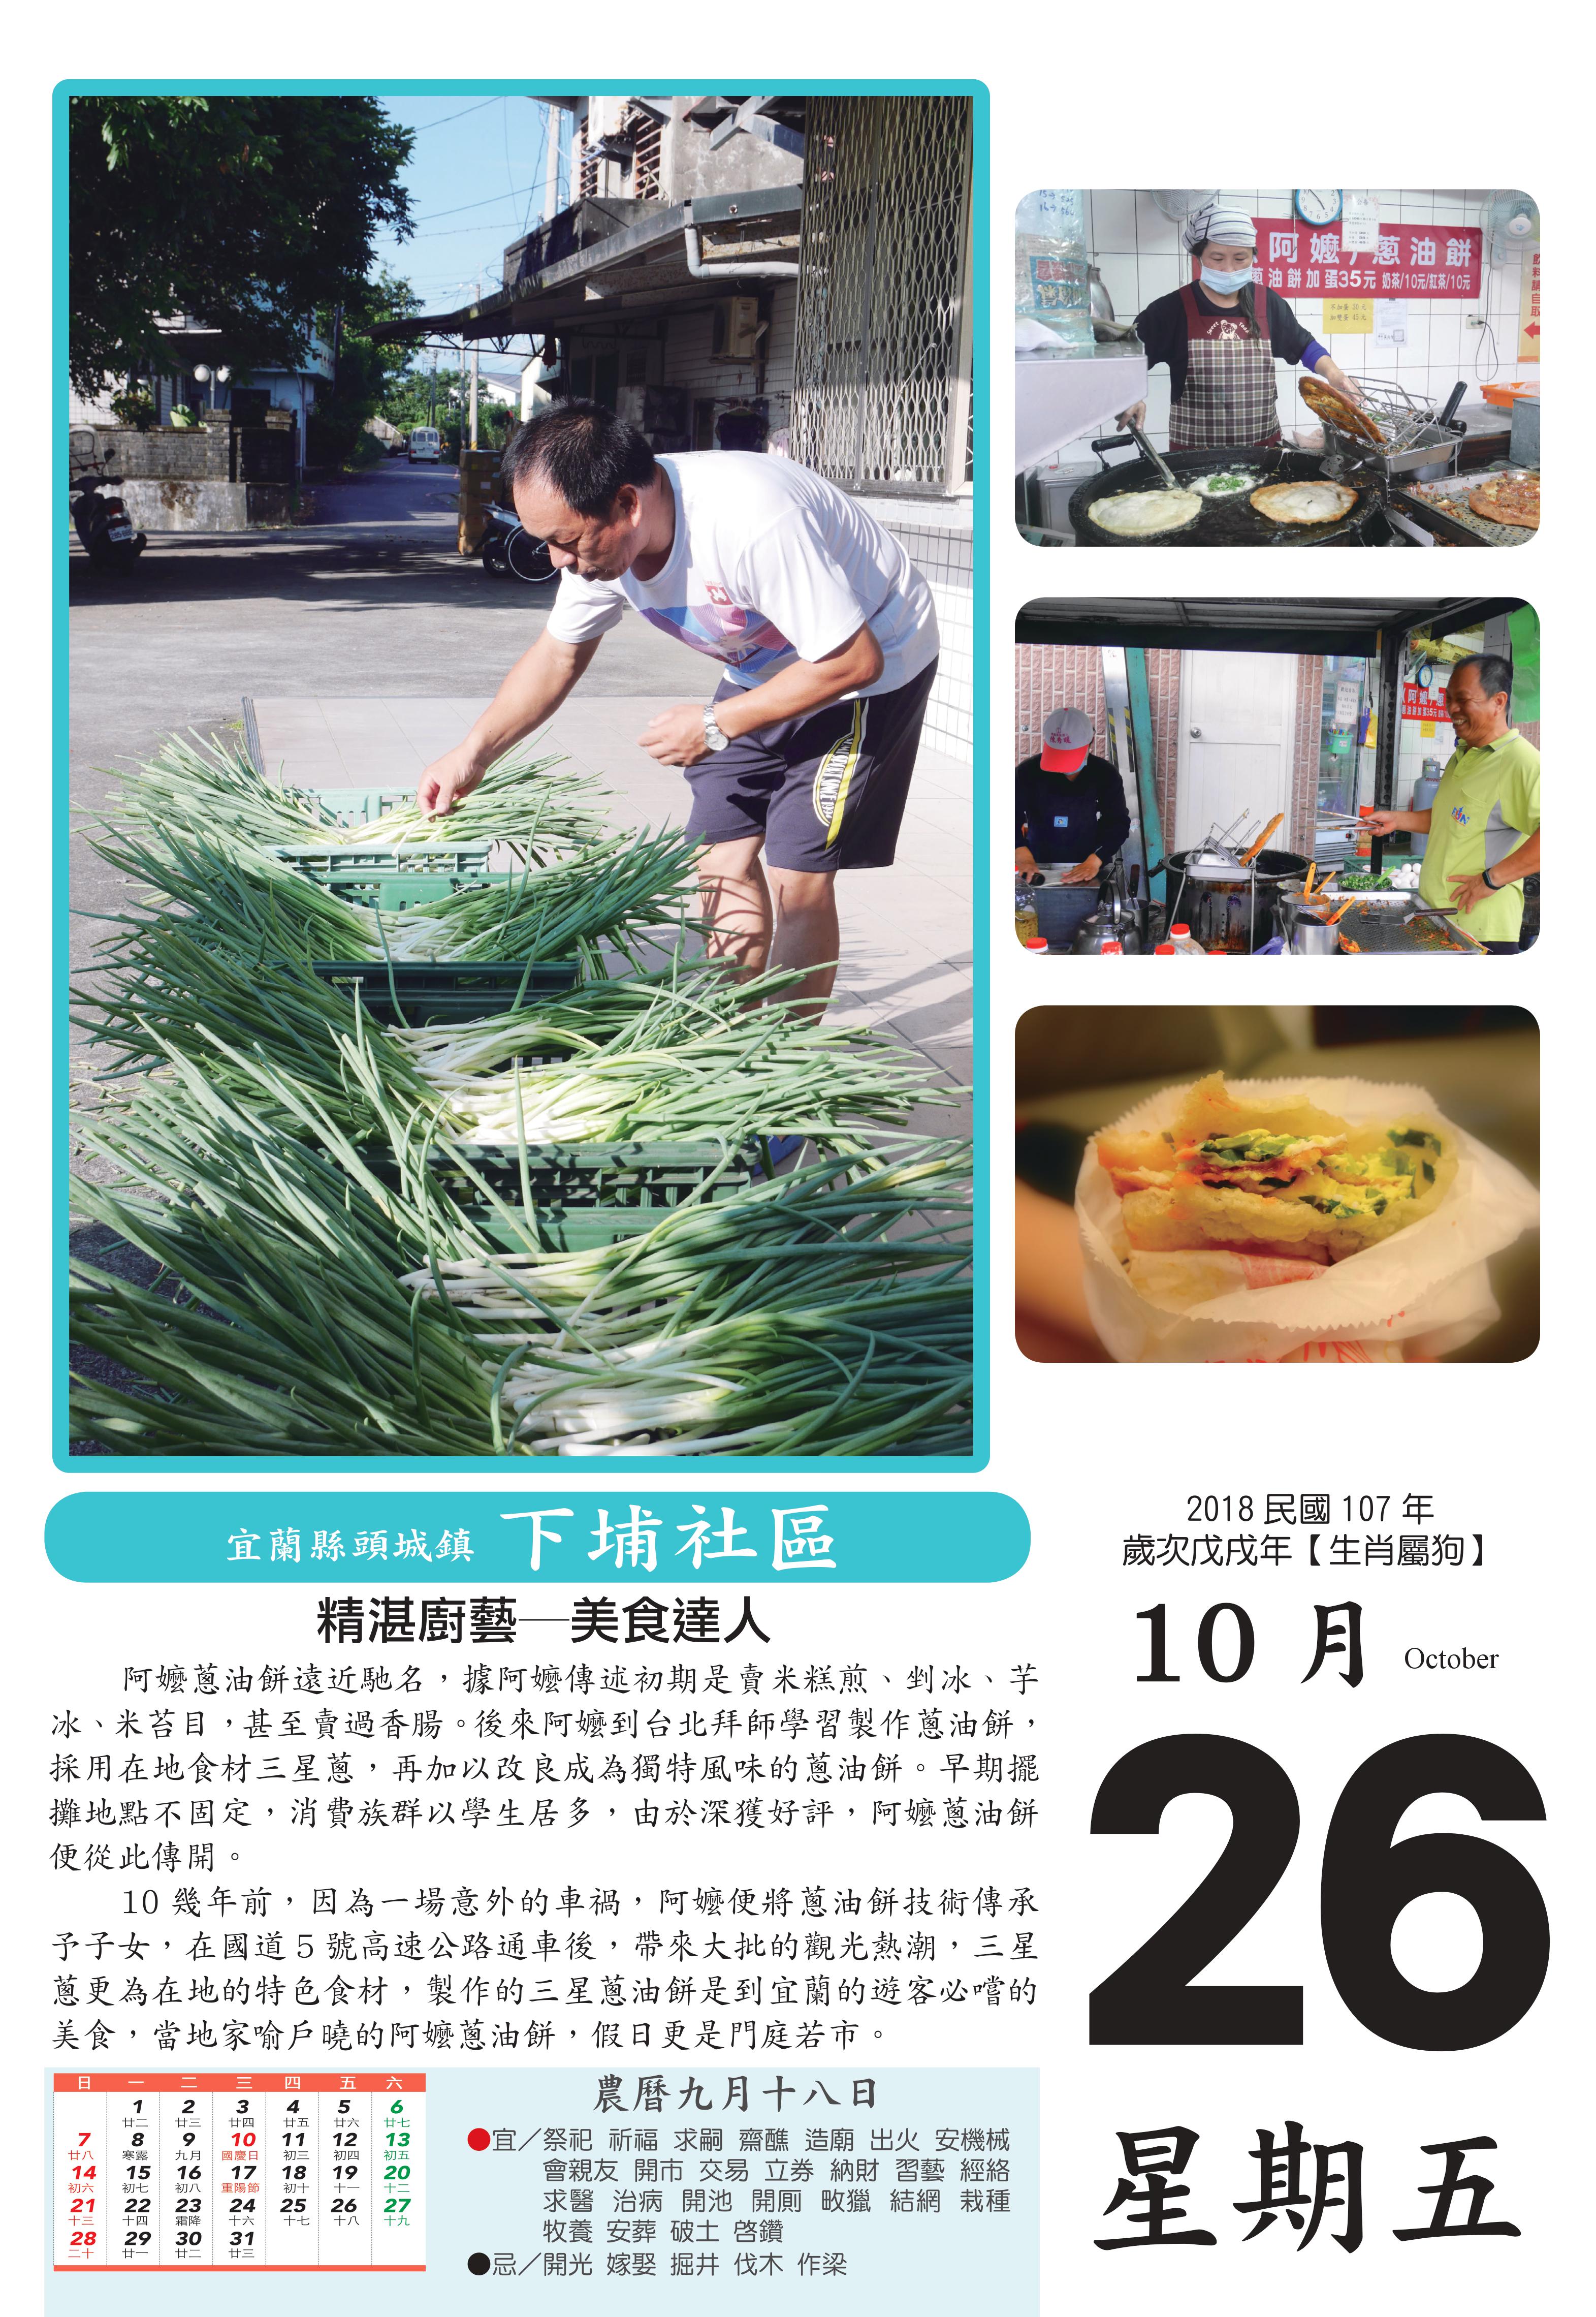 阿嬤ㄟ蔥油餅
蔥油餅加蛋35元 奶茶/10元/紅茶/10元
飲料請自取
宜蘭縣頭城鎮 下埔社區
精湛廚藝─美食達人
阿嬤蔥油餅遠近馳名，據阿嬤傳述初期是賣米糕煎、剉冰、芋
冰、米苔目，甚至賣過香腸。後來阿嬤到台北拜師學習製作蔥油餅，
採用在地食材三星蔥，再加以改良成為獨特風味的蔥油餅。早期擺
攤地點不固定，消費族群以學生居多，由於深獲好評，阿嬤蔥油餅
便從此傳開。
10 幾年前，因為一場意外的車禍，阿嬤便將蔥油餅技術傳承
予子女，在國道 5 號高速公路通車後，帶來大批的觀光熱潮，三星
蔥更為在地的特色食材，製作的三星蔥油餅是到宜蘭的遊客必嚐的
美食，當地家喻戶曉的阿嬤蔥油餅，假日更是門庭若市。
2018 民國 107 年
歲次戊戌年【生肖屬狗】
10 月 October
26
星期五
日 一 二 三 四 五 六
1 2 3 4 5 6
廿二 廿三 廿四 廿五 廿六 廿七
7 8 9 10 11 12 13
廿八 寒露 九月 國慶日 初三 初四 初五
14 15 16 17 18 19 20
初六 初七 初八 重陽節 初十 十一 十二
21 22 23 24 25 26 27
十三 十四 霜降 十六 十七 十八 十九
28 29 30 31
二十 廿一 廿二 廿三
農曆九月十八日
●宜／祭祀 祈福 求嗣 齋醮 造廟 出火 安機械
會親友 開市 交易 立券 納財 習藝 經絡
求醫 治病 開池 開厠 畋獵 結網 栽種
牧養 安葬 破土 啓鑽
●忌／開光 嫁娶 掘井 伐木 作梁